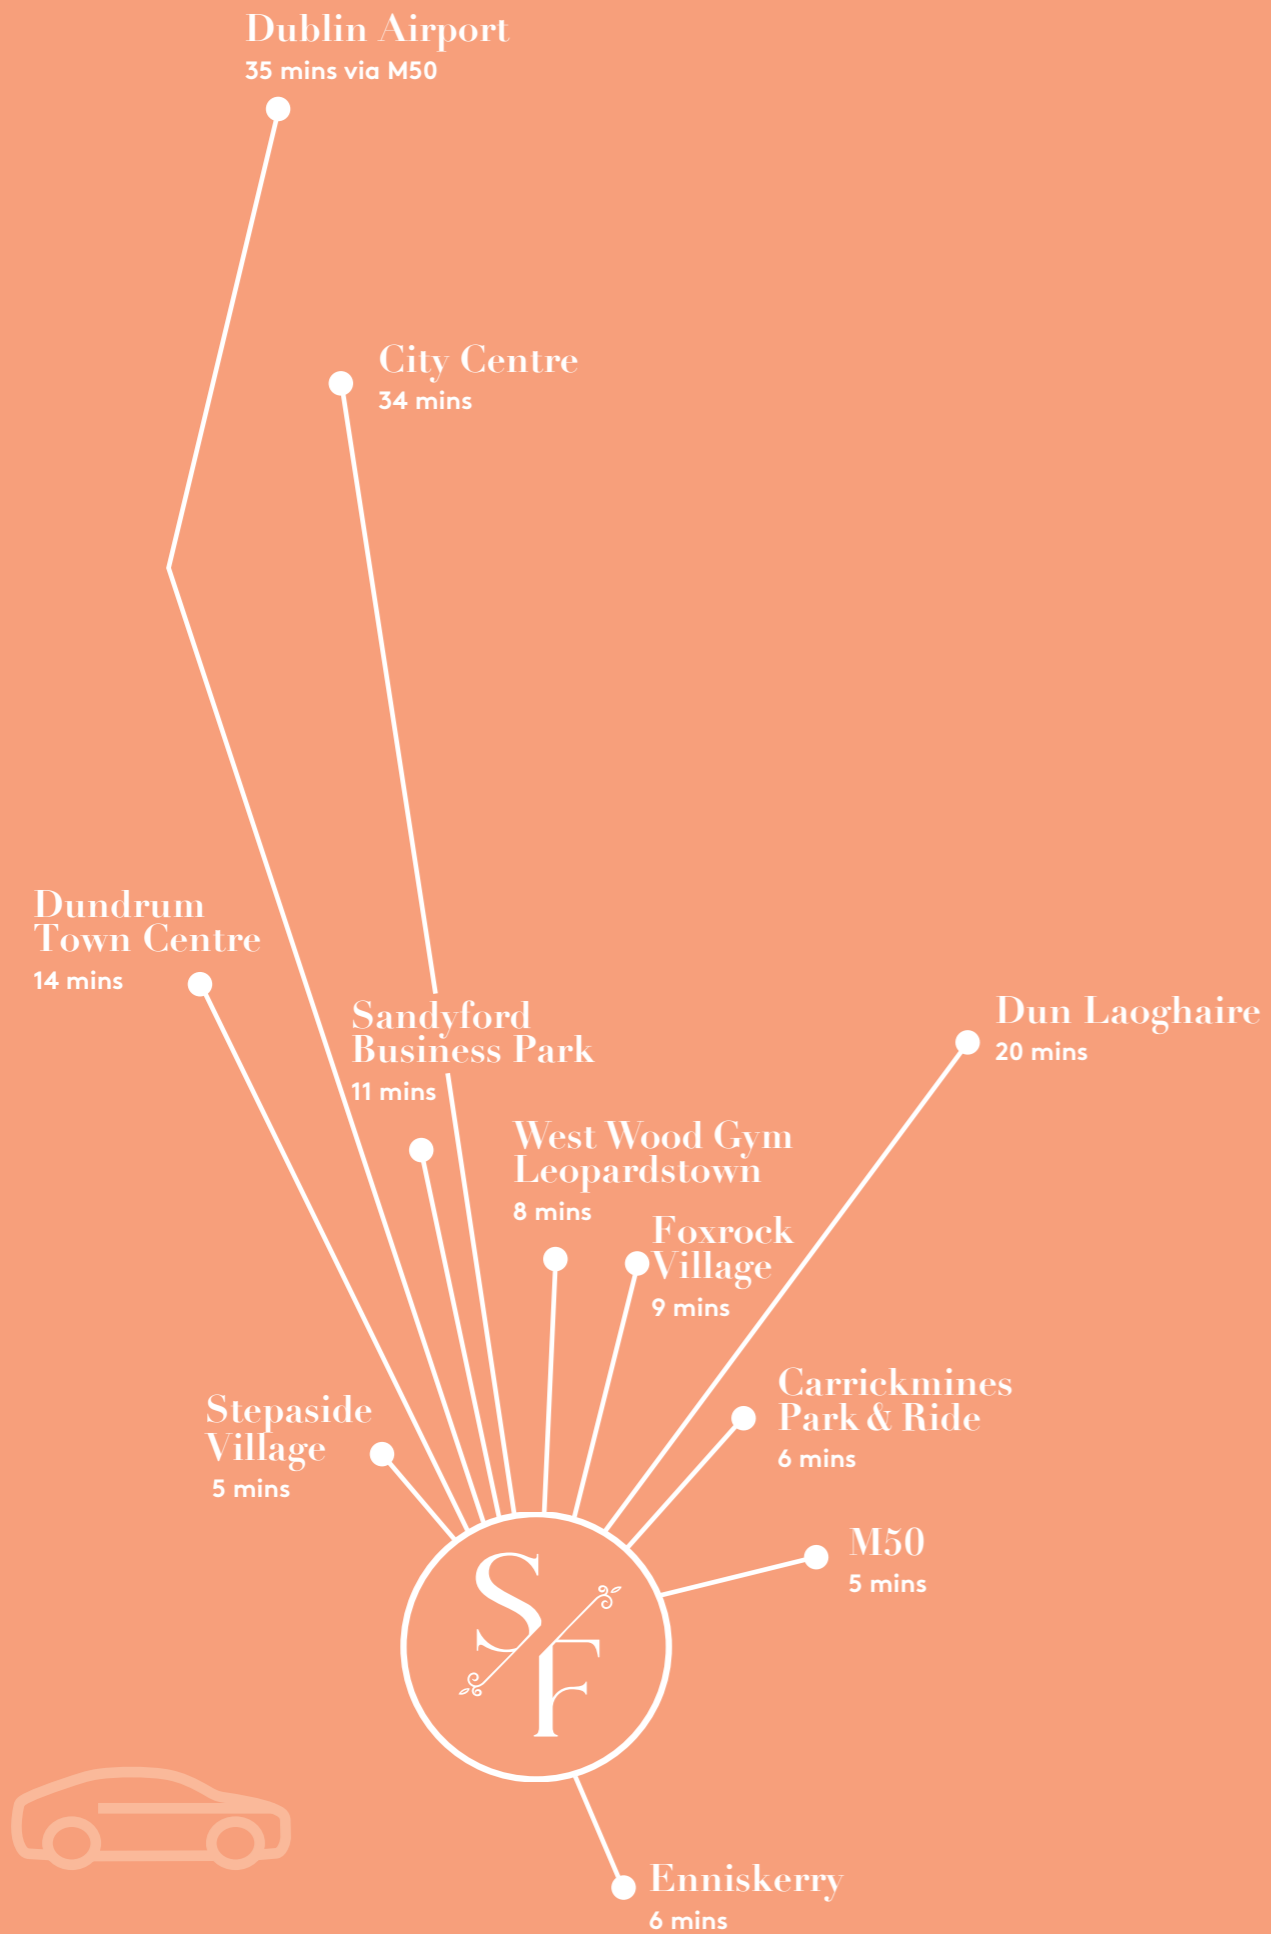 Dublin Airport
35 mins via M50
City Centre
34 mins
Dundrum
Town Centre
14 mins
Sandyford
Business Park
11 mins
Dun Laoghaire
20 mins
West Wood Gym
Leopardstown
8 mins
Foxrock
Village
9 mins
Carrickmines
Park & Ride
6 mins
Stepaside
Village
5 mins
M50
5 mins
S
F
Enniskerry
6 mins